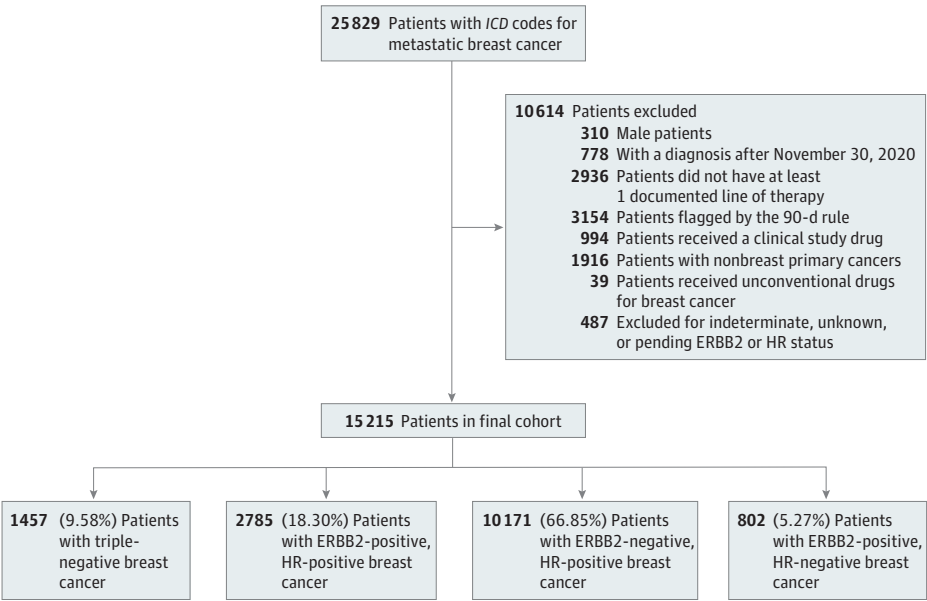 25 829 Patients with ICD codes for
metastatic breast cancer
10 614 Patients excluded
310 Male patients
778 With a diagnosis after November 30, 2020
2936 Patients did not have at least
1 documented line of therapy
3154 Patients flagged by the 90-d rule
994 Patients received a clinical study drug
1916 Patients with nonbreast primary cancers
39 Patients received unconventional drugs
for breast cancer
487 Excluded for indeterminate, unknown,
or pending ERBB2 or HR status
15 215 Patients in final cohort
1457 (9.58%) Patients
with triple-
negative breast
cancer
2785 (18.30%) Patients
with ERBB2-positive,
HR-positive breast
cancer
10 171 (66.85%) Patients
with ERBB2-negative,
HR-positive breast
cancer
802 (5.27%) Patients
with ERBB2-positive,
HR-negative breast
cancer